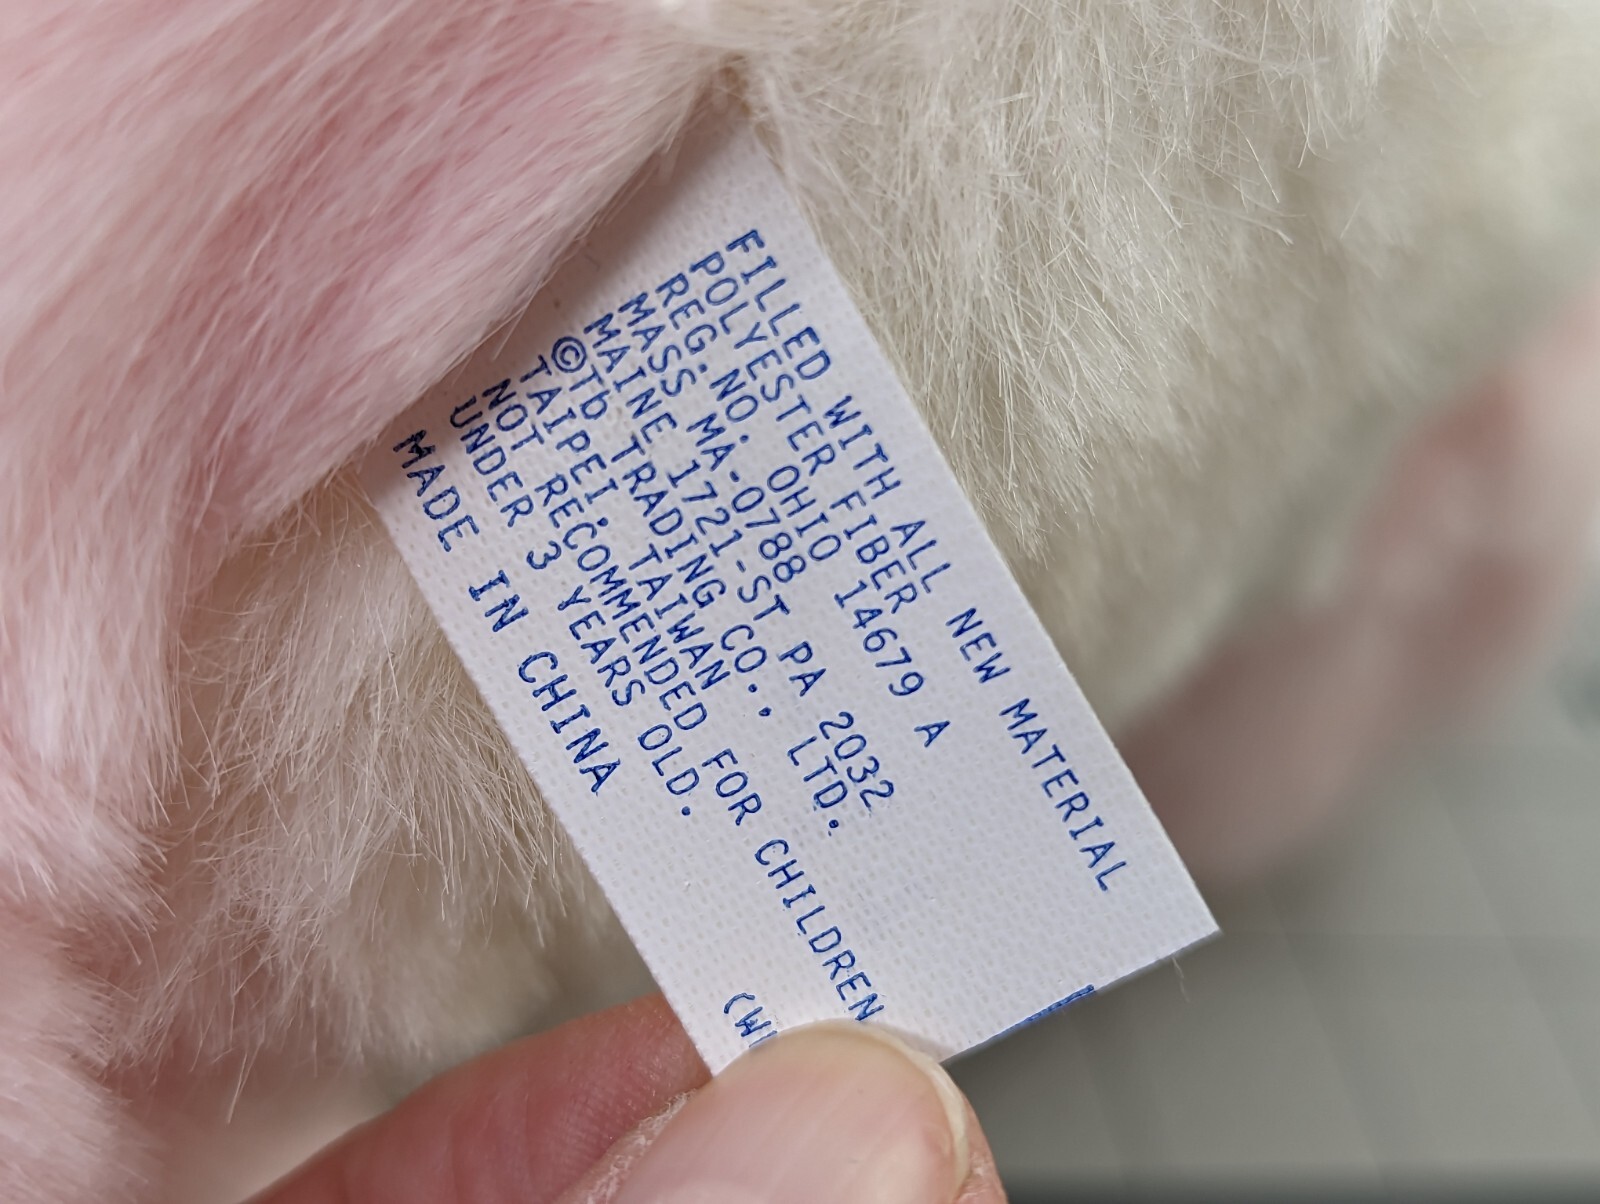 FILLED WITH ALL NEW MATERIAL
POLYESTER FIBER
REG.NO. OHIO 14679 A
MASS MA-0788
MAINE 1721-ST PA 2032
©Tb TRADING CO., LTD.
TAIPEI. TAIWAN
NOT RECOMMENDED FOR CHILDREN
UNDER 3 YEARS OLD.
MADE IN CHINA